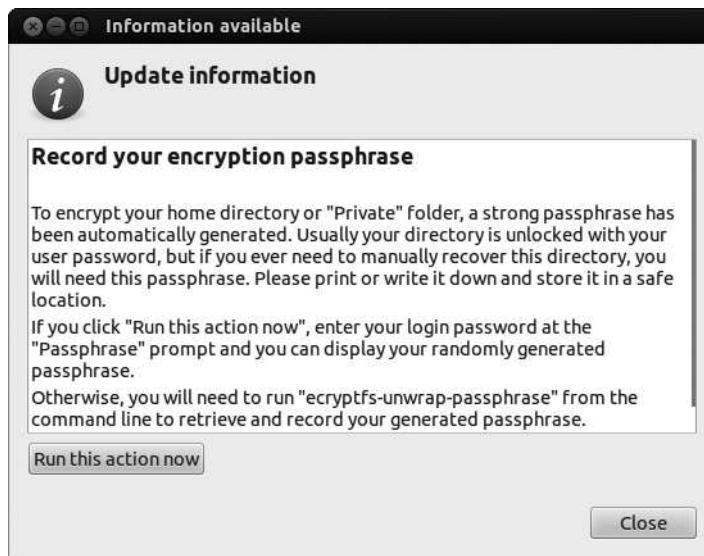 Information available
Update information
Record your encryption passphrase
To encrypt your home directory or "Private" folder, a strong passphrase has
been automatically generated. Usually your directory is unlocked with your
user password, but if you ever need to manually recover this directory, you
will need this passphrase. Please print or write it down and store it in a safe
location.
If you click "Run this action now", enter your login password at the
"Passphrase" prompt and you can display your randomly generated
passphrase.
Otherwise, you will need to run "ecryptfs-unwrap-passphrase" from the
command line to retrieve and record your generated passphrase.
Run this action now
Close